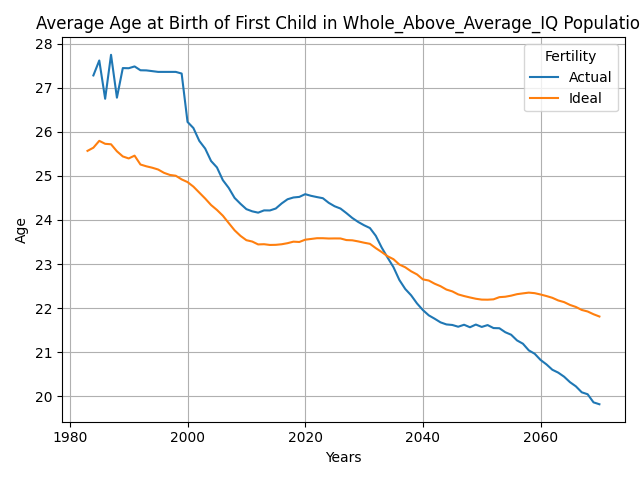 Average Age at Birth of First Child in Whole_Above_Average_IQ Populatio
Fertility
Actual
Ideal
28
27
26
25
24
23
22
21
20
Age
1980
2000
2020
2040
2060
Years